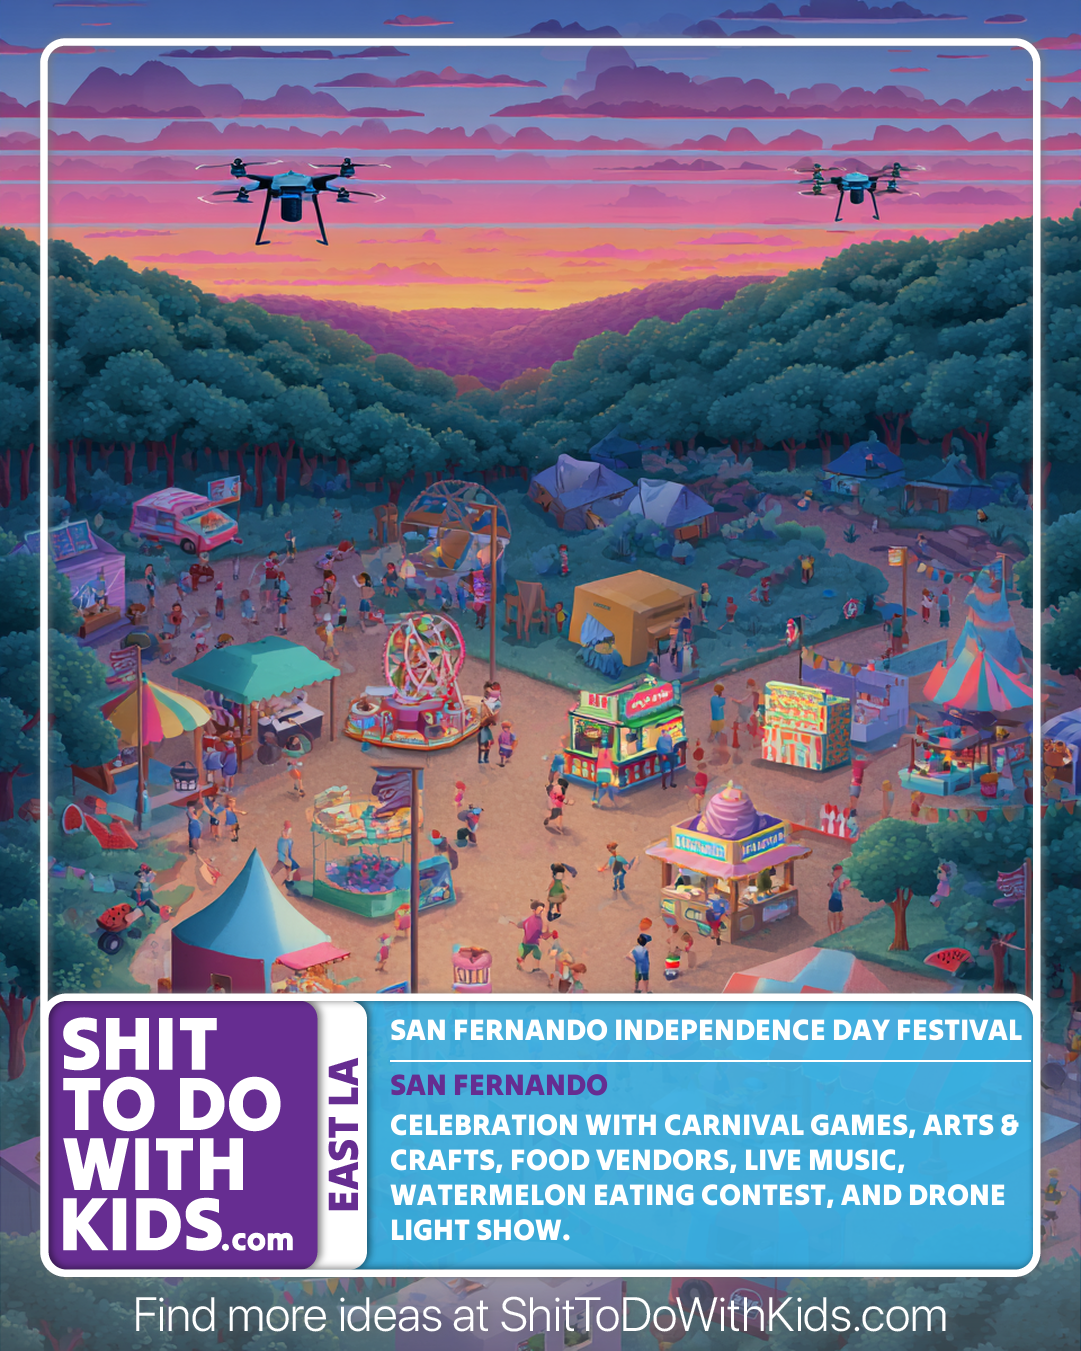 SHIT
TO DO
WITH
KIDS.com
EAST LA
SAN FERNANDO INDEPENDENCE DAY FESTIVAL
SAN FERNANDO
CELEBRATION WITH CARNIVAL GAMES, ARTS &
CRAFTS, FOOD VENDORS, LIVE MUSIC,
WATERMELON EATING CONTEST, AND DRONE
LIGHT SHOW.
Find more ideas at ShitToDoWithKids.com